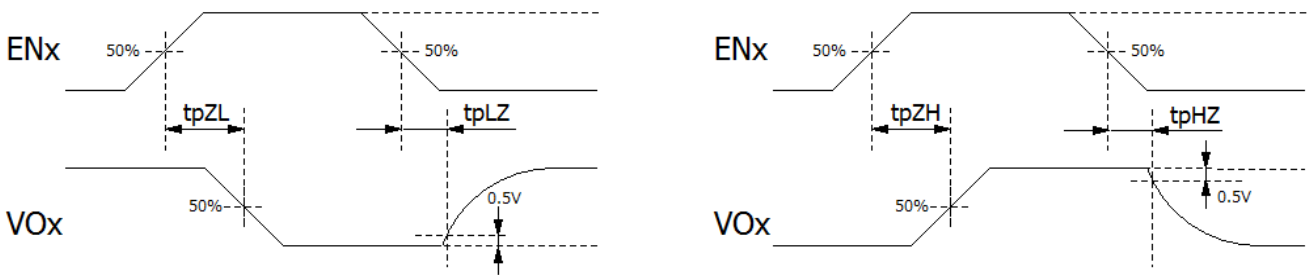 ENx 50% 50% ENx 50% 50%
tpZL tpLZ tpZH tpHZ
0.5V 0.5V
VOx 50% VOx 50%